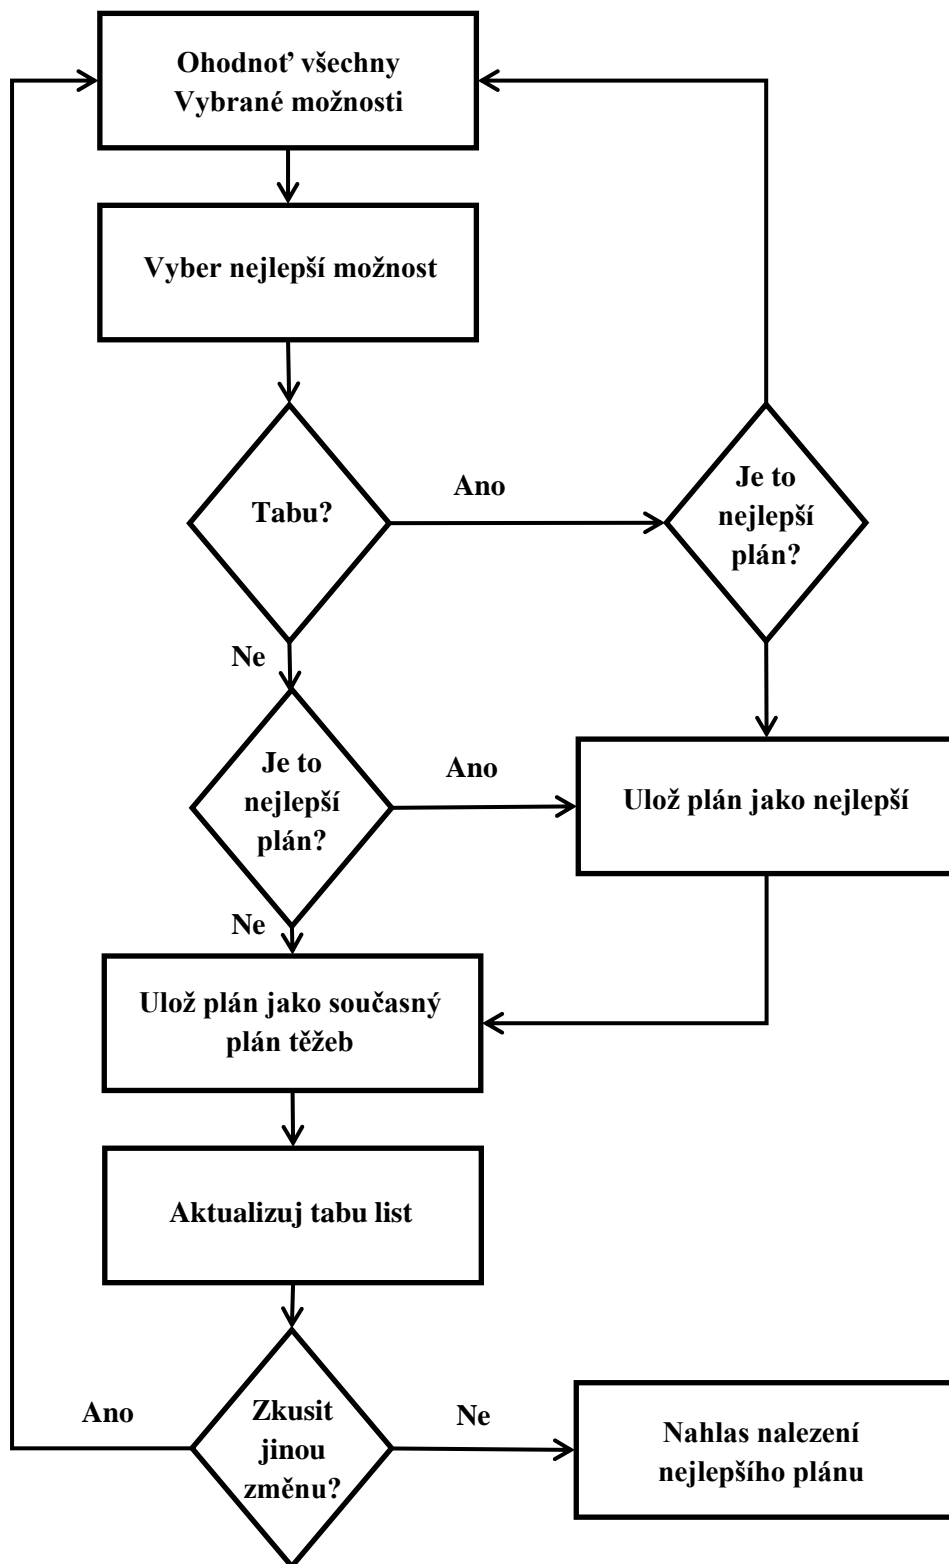 Ohodnoť všechny
Vybrané možnosti
Vyber nejlepší možnost
Tabu?
Ano
Je to
nejlepší
plán?
Ne
Je to
nejlepší
plán?
Ano
Ulož plán jako nejlepší
Ne
Ulož plán jako současný
plán těžeb
Aktualizuj tabu list
Ano
Zkusit
jinou
změnu?
Ne
Nahlas nalezení
nejlepšího plánu